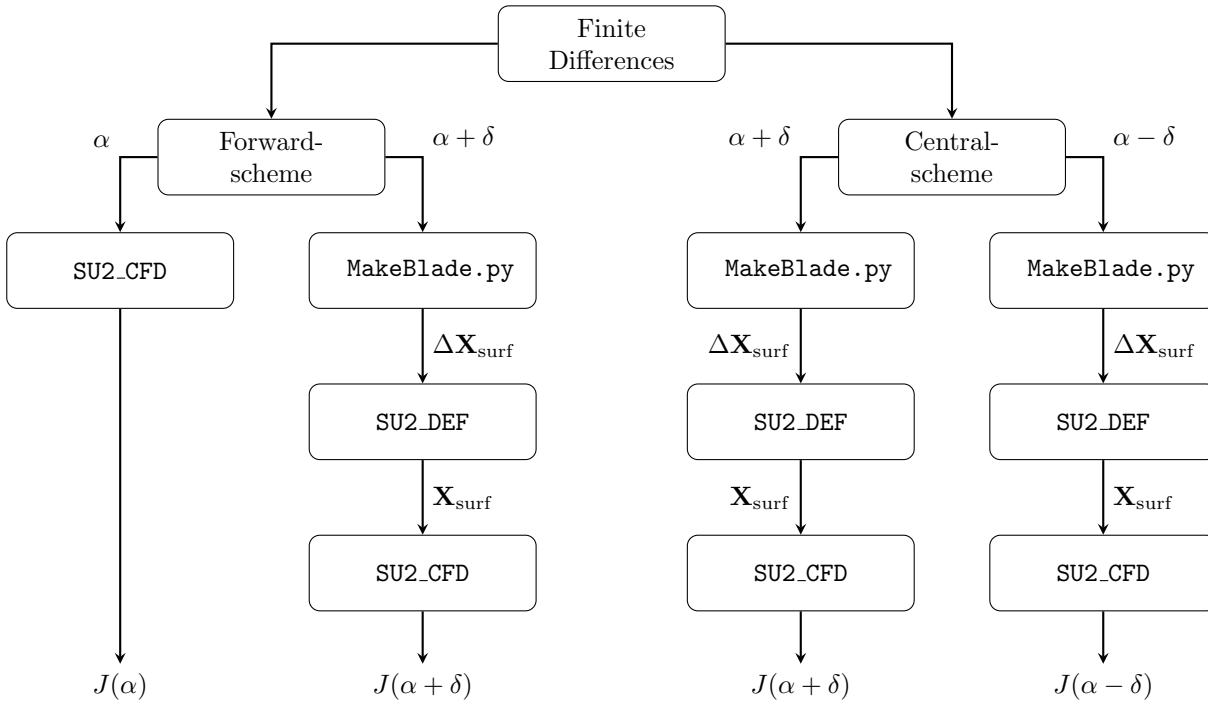 Finite
Differences
α
Forward-
scheme
α + δ
α + δ
Central-
scheme
α − δ
SU2_CFD
MakeBlade.py
MakeBlade.py
MakeBlade.py
ΔX_surf
ΔX_surf
ΔX_surf
SU2_DEF
SU2_DEF
SU2_DEF
X_surf
X_surf
X_surf
SU2_CFD
SU2_CFD
SU2_CFD
J(α)
J(α + δ)
J(α + δ)
J(α − δ)